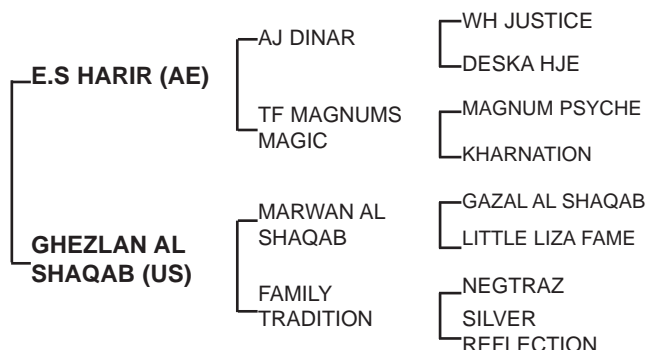 E.S HARIR (AE)
AJ DINAR
WH JUSTICE
DESKA HJE
TF MAGNUMS
MAGIC
MAGNUM PSYCHE
KHARNATION
GHEZLAN AL
SHAQAB (US)
MARWAN AL
SHAQAB
GAZAL AL SHAQAB
LITTLE LIZA FAME
FAMILY
TRADITION
NEGTRAZ
SILVER
REFLECTION